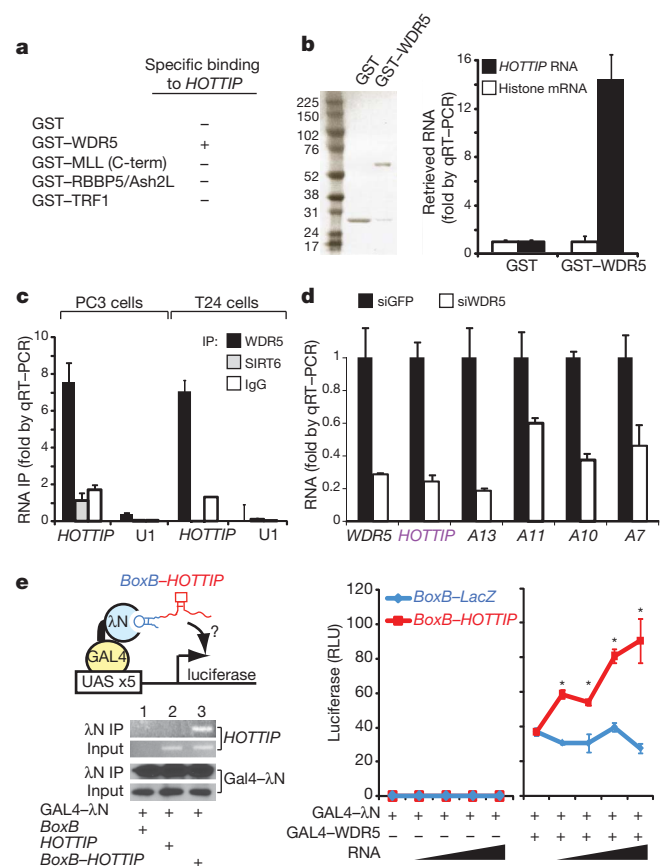 a
Specific binding
to HOTTIP
GST –
GST–WDR5 +
GST–MLL (C-term) –
GST–RBBP5/Ash2L –
GST–TRF1 –
b
GST
GST–WDR5
225
150
102
76
52
38
31
24
17
Retrieved RNA
(fold by qRT–PCR)
16
12
8
4
0
HOTTIP RNA
Histone mRNA
GST
GST–WDR5
c
PC3 cells
T24 cells
IP:
WDR5
SIRT6
IgG
RNA IP (fold by qRT–PCR)
10
8
6
4
2
0
HOTTIP
U1
HOTTIP
U1
d
siGFP
siWDR5
RNA (fold by qRT–PCR)
1
0.8
0.6
0.4
0.2
0
WDR5
HOTTIP
A13
A11
A10
A7
e
BoxB–HOTTIP
λN
?
GAL4
UAS x5
luciferase
1 2 3
λN IP
Input
HOTTIP
λN IP
Input
Gal4–λN
GAL4–λN + + +
BoxB +
HOTTIP +
BoxB–HOTTIP +
Luciferase (RLU)
120
100
80
60
40
20
0
BoxB–LacZ
BoxB–HOTTIP
* * * *
GAL4–λN + + + + + + + + + +
GAL4–WDR5 – – – – – + + + + +
RNA